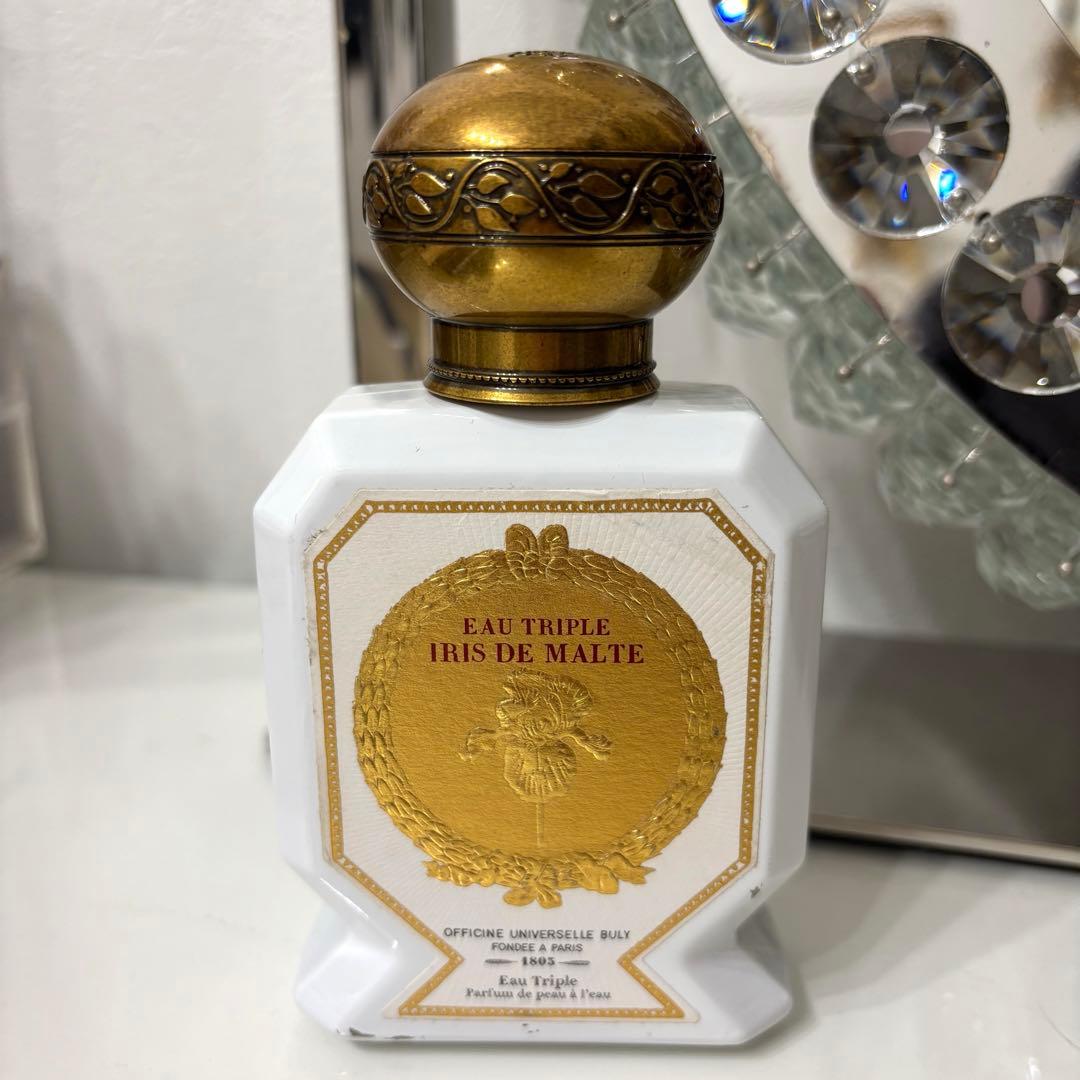 EAU TRIPLE
IRIS DE MALTE
OFFICINE UNIVERSELLE BULY
FONDEE A PARIS
1803
Eau Triple
Parfum de peau à l'eau